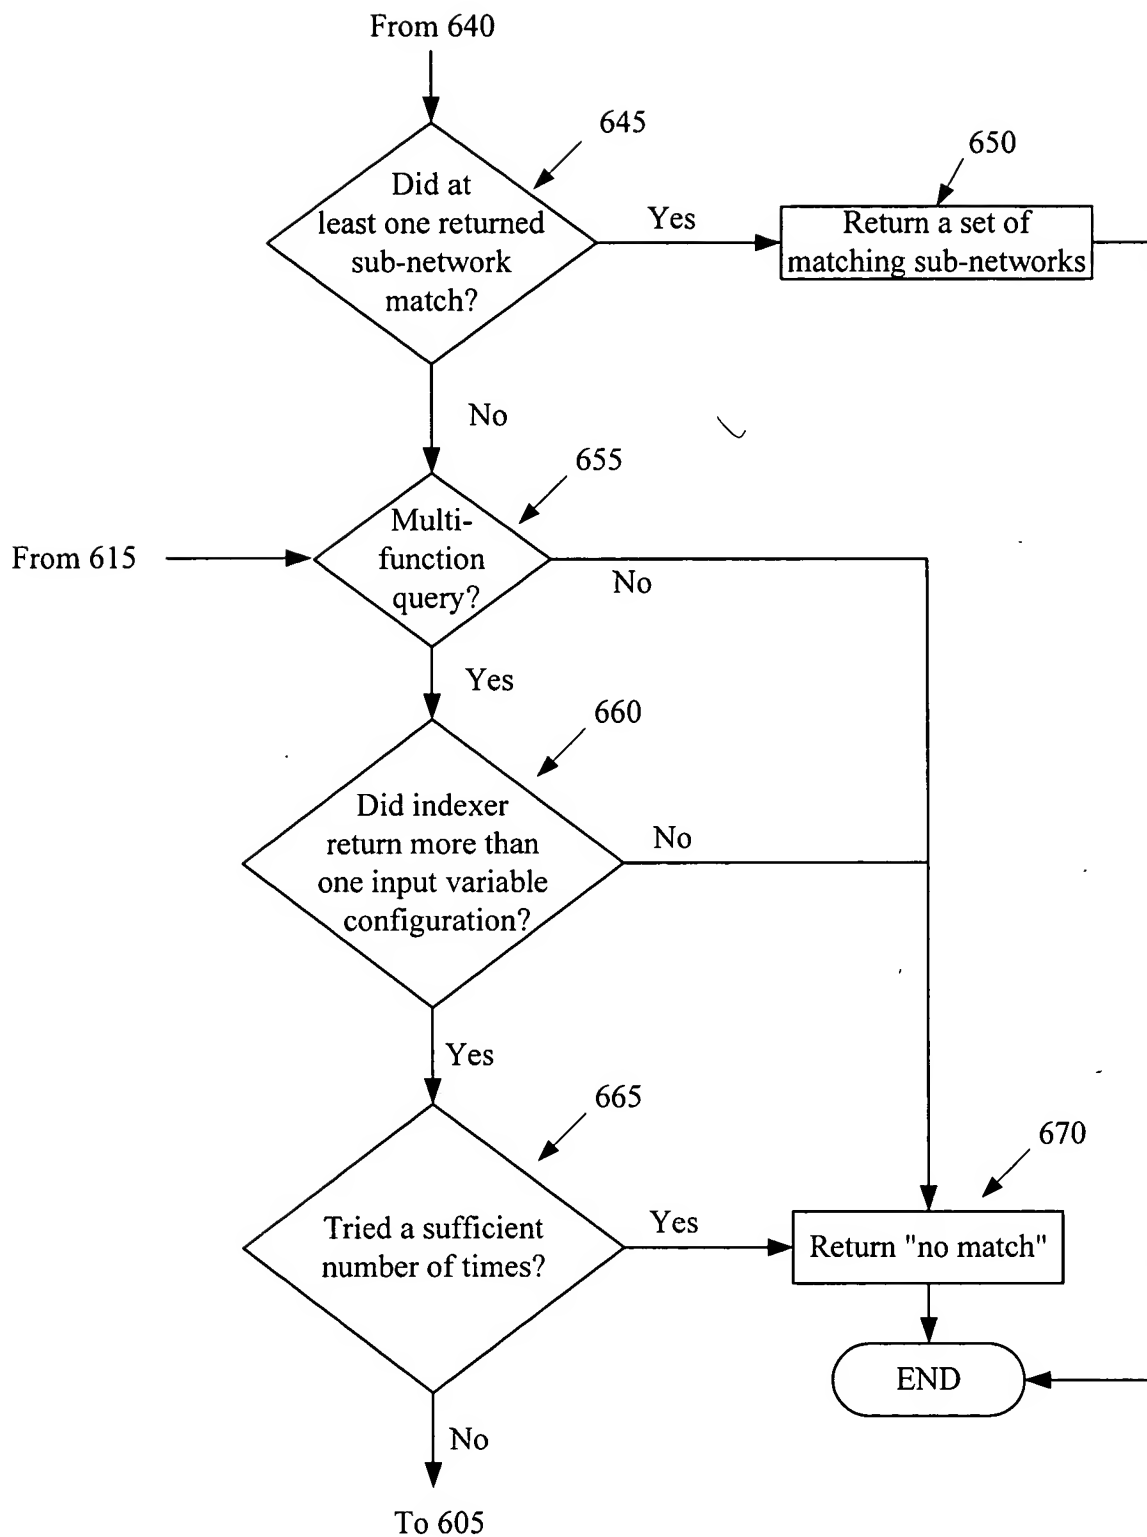 From 640
645
Did at
least one returned
sub-network
match?
Yes
650
Return a set of
matching sub-networks
No
655
From 615
Multi-
function
query?
No
Yes
660
Did indexer
return more than
one input variable
configuration?
No
Yes
665
Tried a sufficient
number of times?
Yes
670
Return "no match"
END
No
To 605